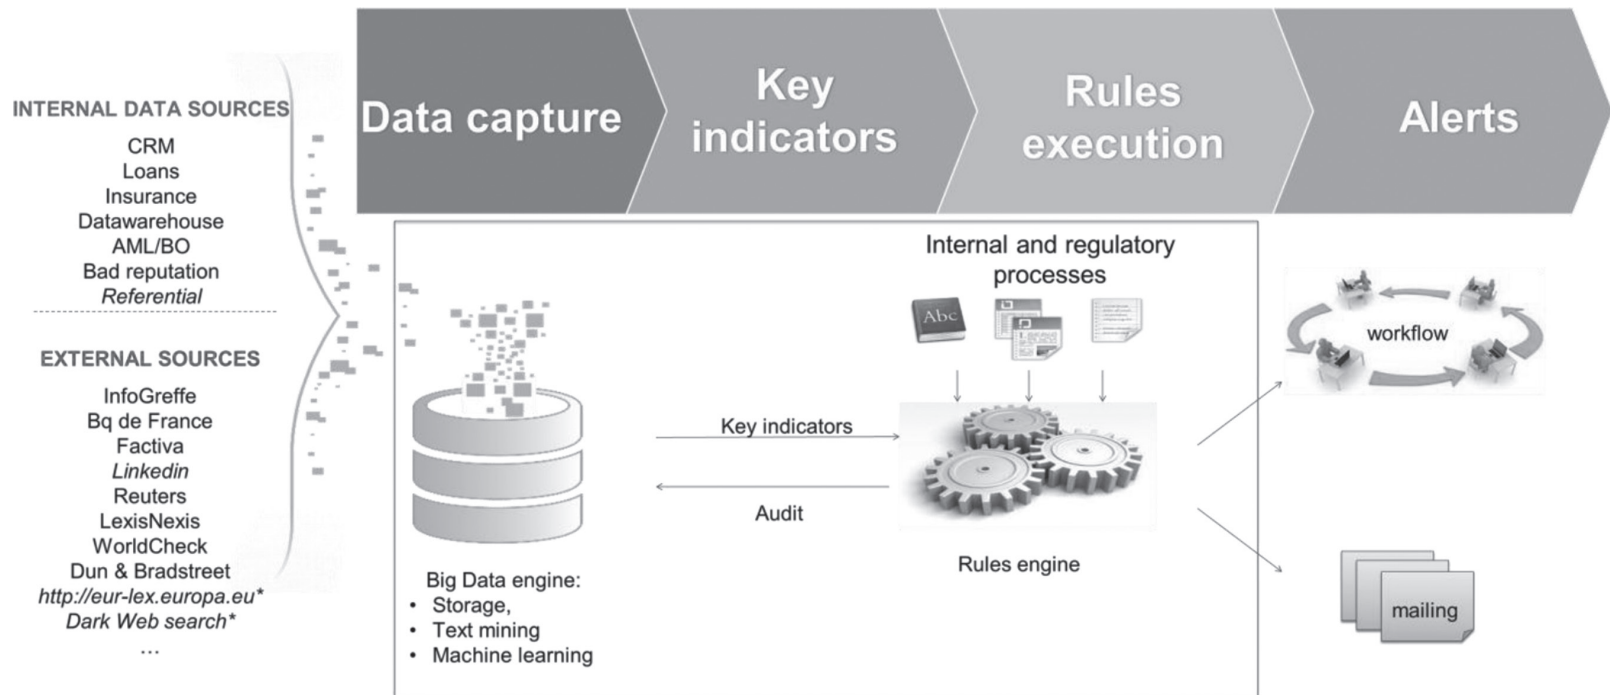 Data capture
Key
indicators
Rules
execution
Alerts
INTERNAL DATA SOURCES
CRM
Loans
Insurance
Datawarehouse
AML/BO
Bad reputation
Referential
EXTERNAL SOURCES
InfoGreffe
Bq de France
Factiva
Linkedin
Reuters
LexisNexis
WorldCheck
Dun & Bradstreet
http://eur-lex.europa.eu*
Dark Web search*
...
Big Data engine:
• Storage,
• Text mining
• Machine learning
Key indicators
Audit
Internal and regulatory
processes
Abc
Rules engine
workflow
mailing